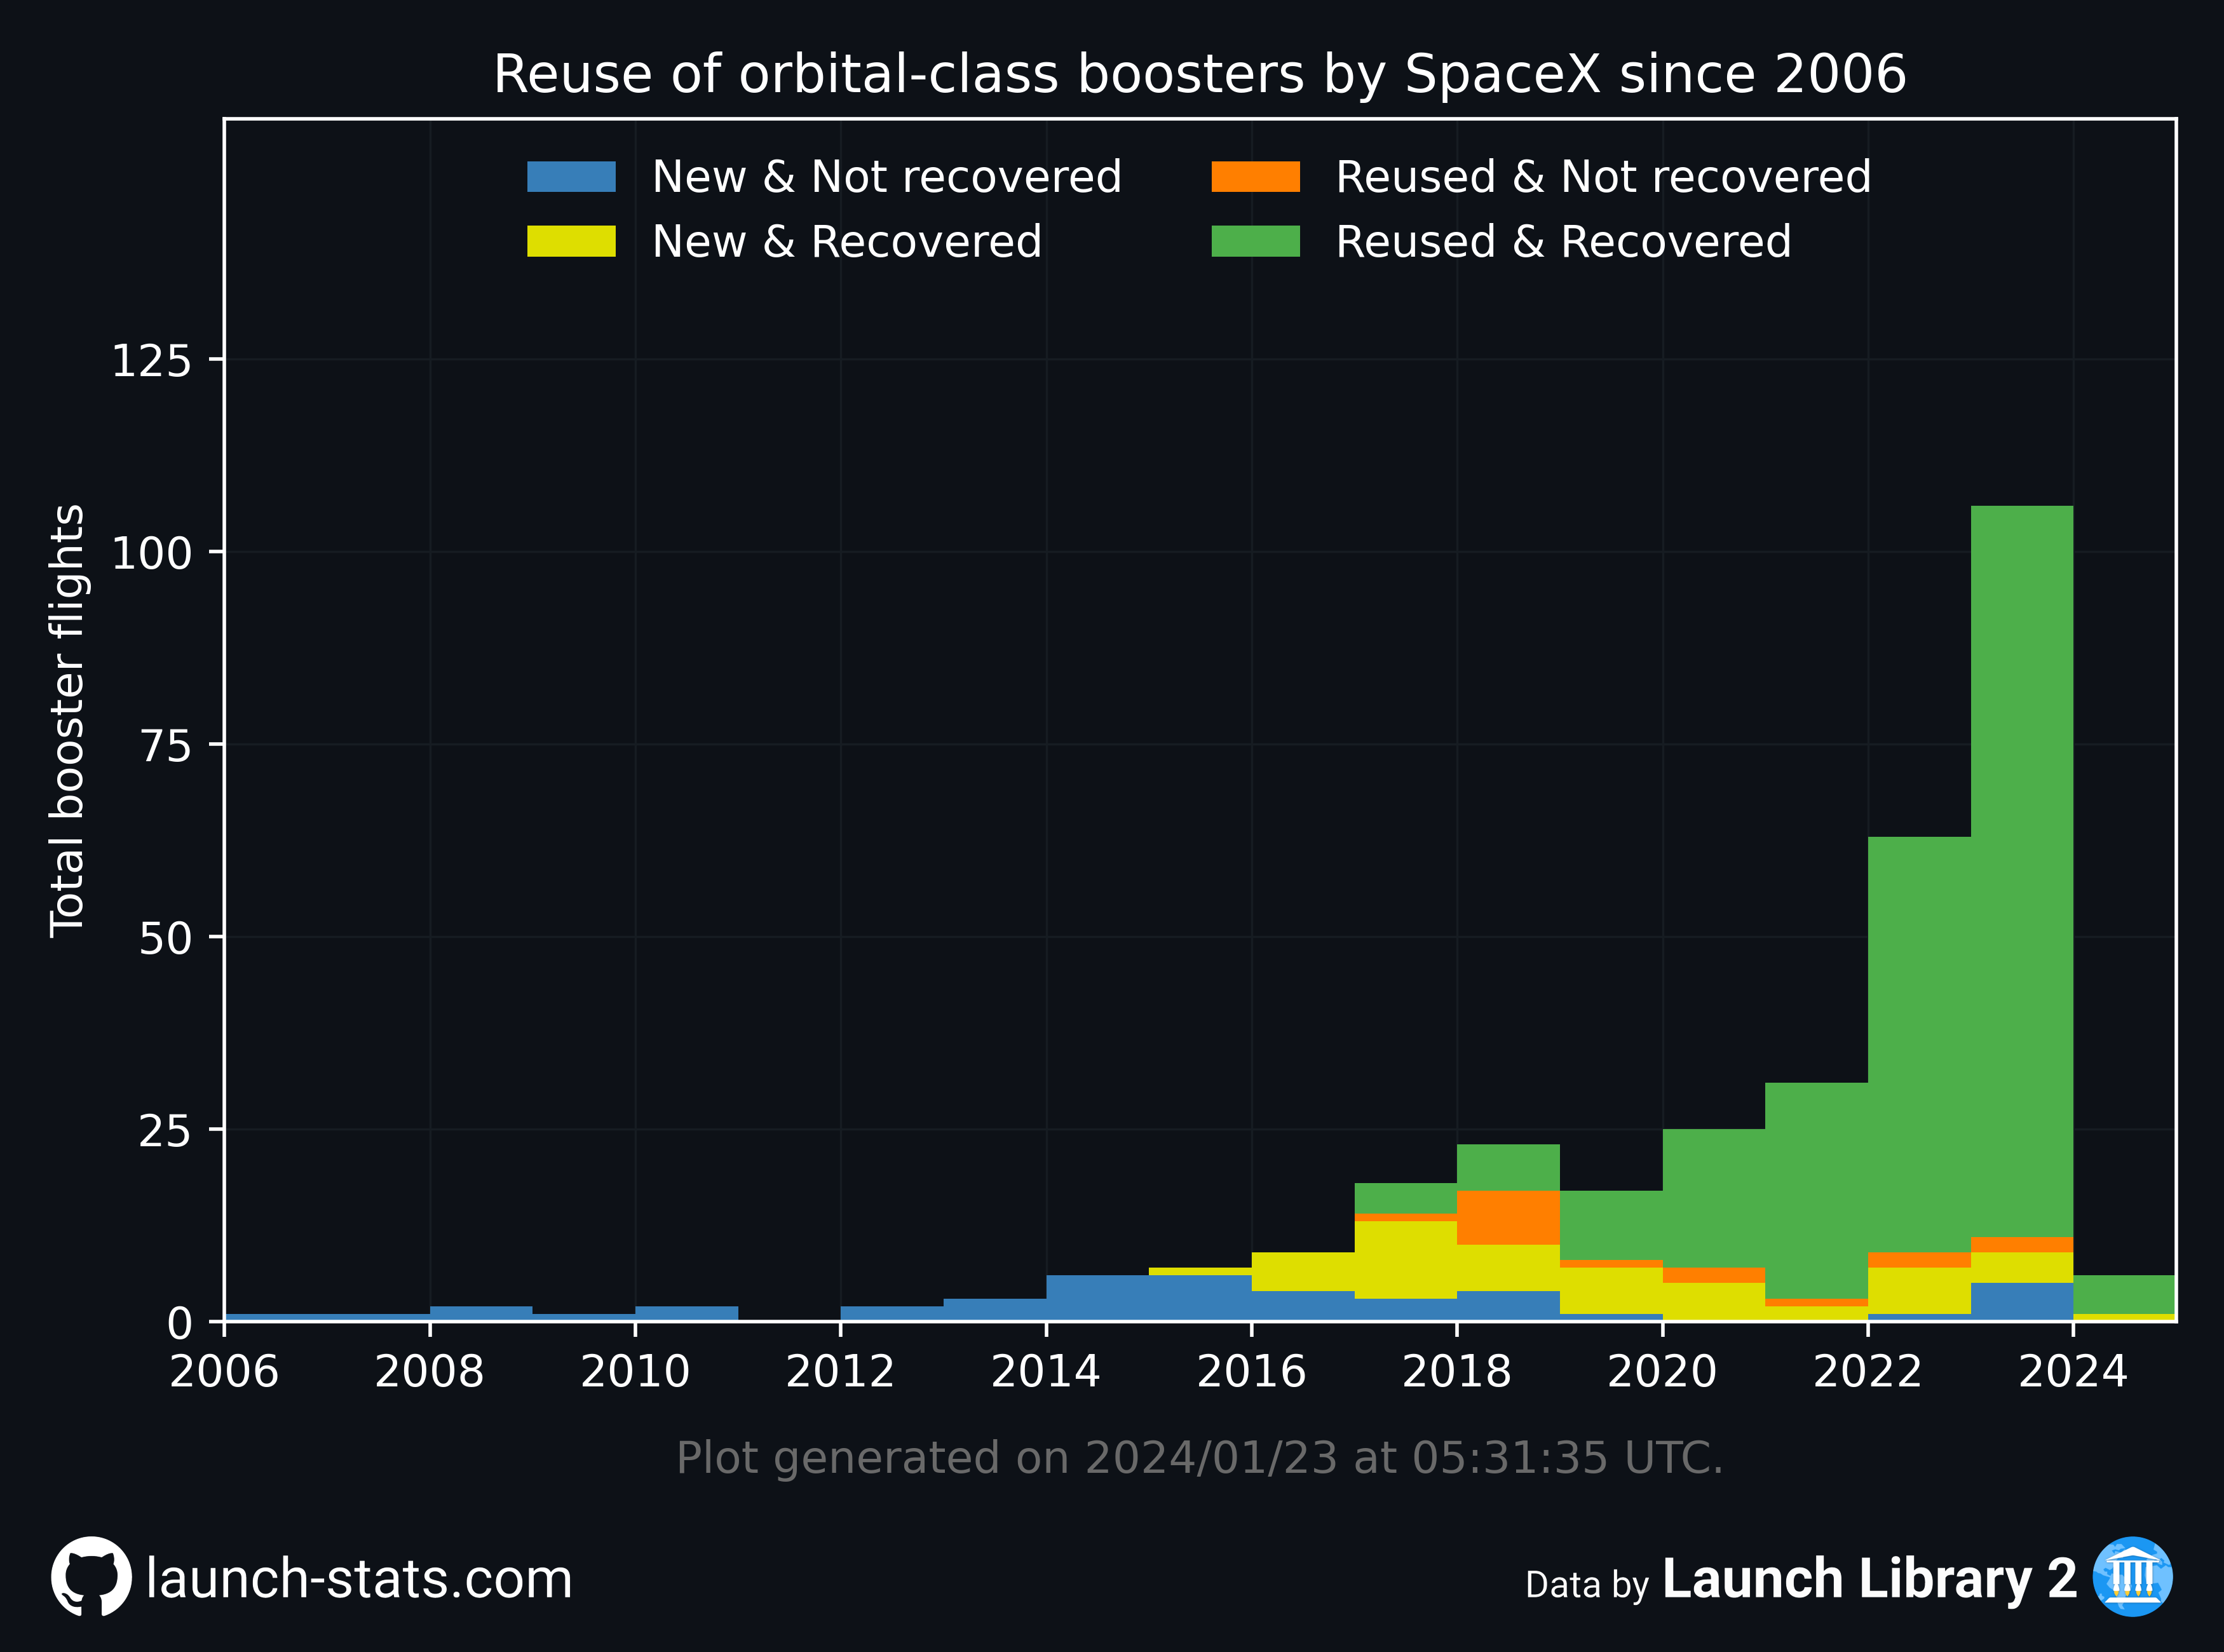 Reuse of orbital-class boosters by SpaceX since 2006
New & Not recovered
New & Recovered
Reused & Not recovered
Reused & Recovered
Total booster flights
125
100
75
50
25
0
2006 2008 2010 2012 2014 2016 2018 2020 2022 2024
Plot generated on 2024/01/23 at 05:31:35 UTC.
launch-stats.com
Data by Launch Library 2